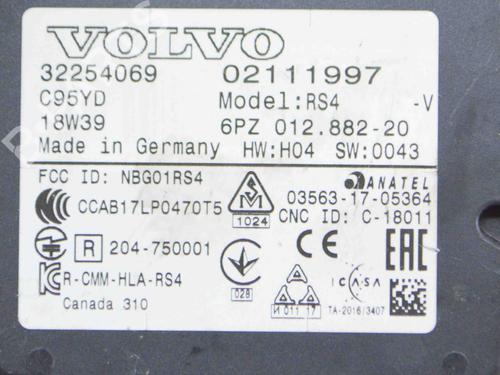 VOLVO
32254069 02111997
C95YD Model:RS4 -V
18W39 6PZ 012.882-20
Made in Germany HW:H04 SW:0043
FCC ID: NBG01RS4
ANATEL
CCAB17LP0470T5 03563-17-05364
1024 CNC ID: C-18011
R 204-750001
CE EAC
R-CMM-HLA-RS4
028
ICASA
Canada 310
И 011 17
TA-2016/3407